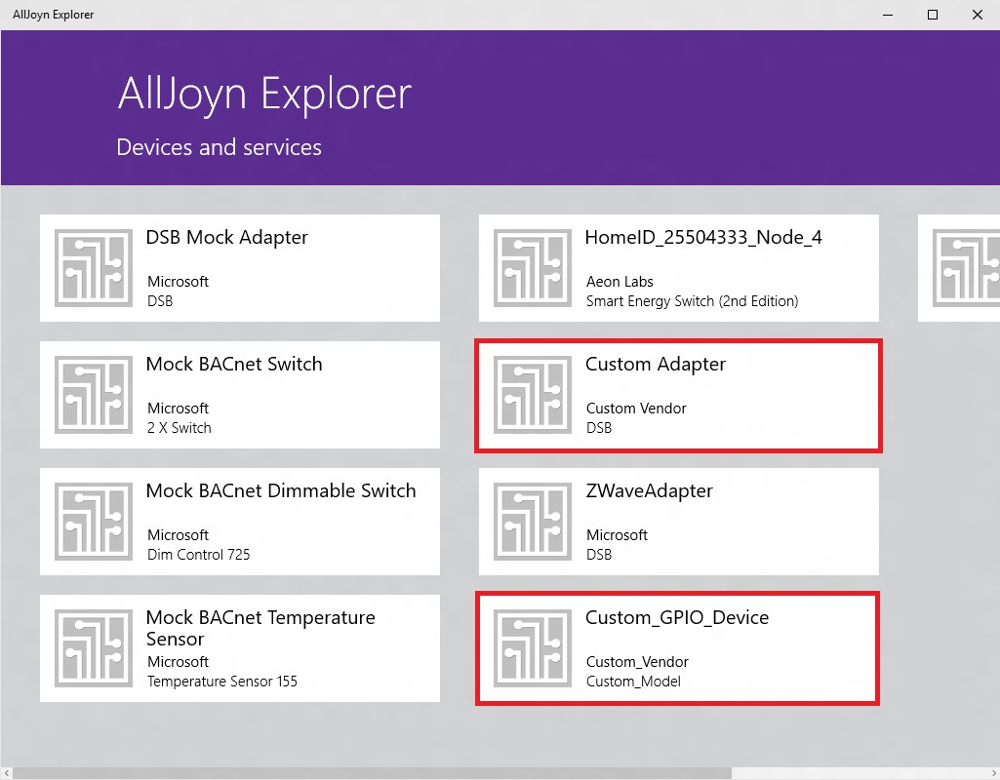 AllJoyn Explorer
AllJoyn Explorer
Devices and services
DSB Mock Adapter
Microsoft
DSB
Mock BACnet Switch
Microsoft
2 X Switch
Mock BACnet Dimmable Switch
Microsoft
Dim Control 725
Mock BACnet Temperature
Sensor
Microsoft
Temperature Sensor 155
HomeID_25504333_Node_4
Aeon Labs
Smart Energy Switch (2nd Edition)
Custom Adapter
Custom Vendor
DSB
ZWaveAdapter
Microsoft
DSB
Custom_GPIO_Device
Custom_Vendor
Custom_Model